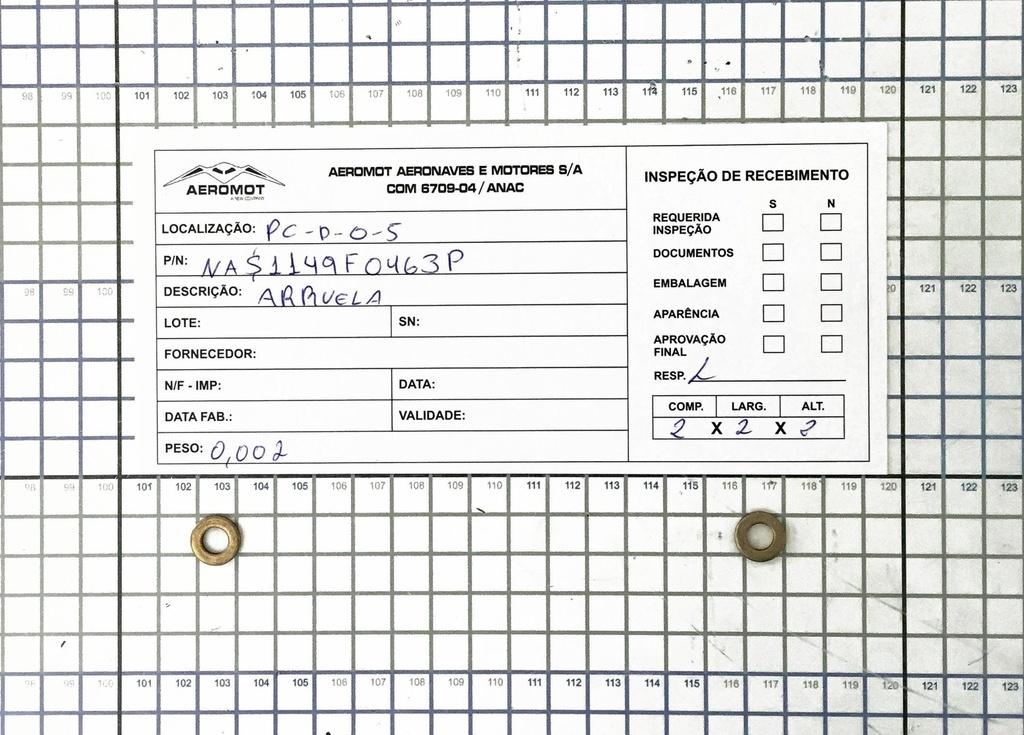 98 99 100 101 102 103 104 105 106 107 108 109 110 111 112 113 114 115 116 117 118 119 120 121 122 123
AEROMOT
A NEW COMPANY
AEROMOT AERONAVES E MOTORES S/A
COM 6709-04 / ANAC
LOCALIZAÇÃO: PC-D-0-5
P/N: NAS1149F0463P
DESCRIÇÃO: ARRUELA
LOTE: SN:
FORNECEDOR:
N/F - IMP: DATA:
DATA FAB.: VALIDADE:
PESO: 0,002
INSPEÇÃO DE RECEBIMENTO
S N
REQUERIDA
INSPEÇÃO
DOCUMENTOS
EMBALAGEM
APARÊNCIA
APROVAÇÃO
FINAL
RESP.
COMP. LARG. ALT.
2 X 2 X
98 99 100 120 121 122 123
98 99 100 101 102 103 104 105 106 107 108 109 110 111 112 113 114 115 116 117 118 119 120 121 122 123
98 99 100 101 102 103 104 105 106 107 108 109 110 111 112 113 114 115 116 117 118 119 120 121 122 123